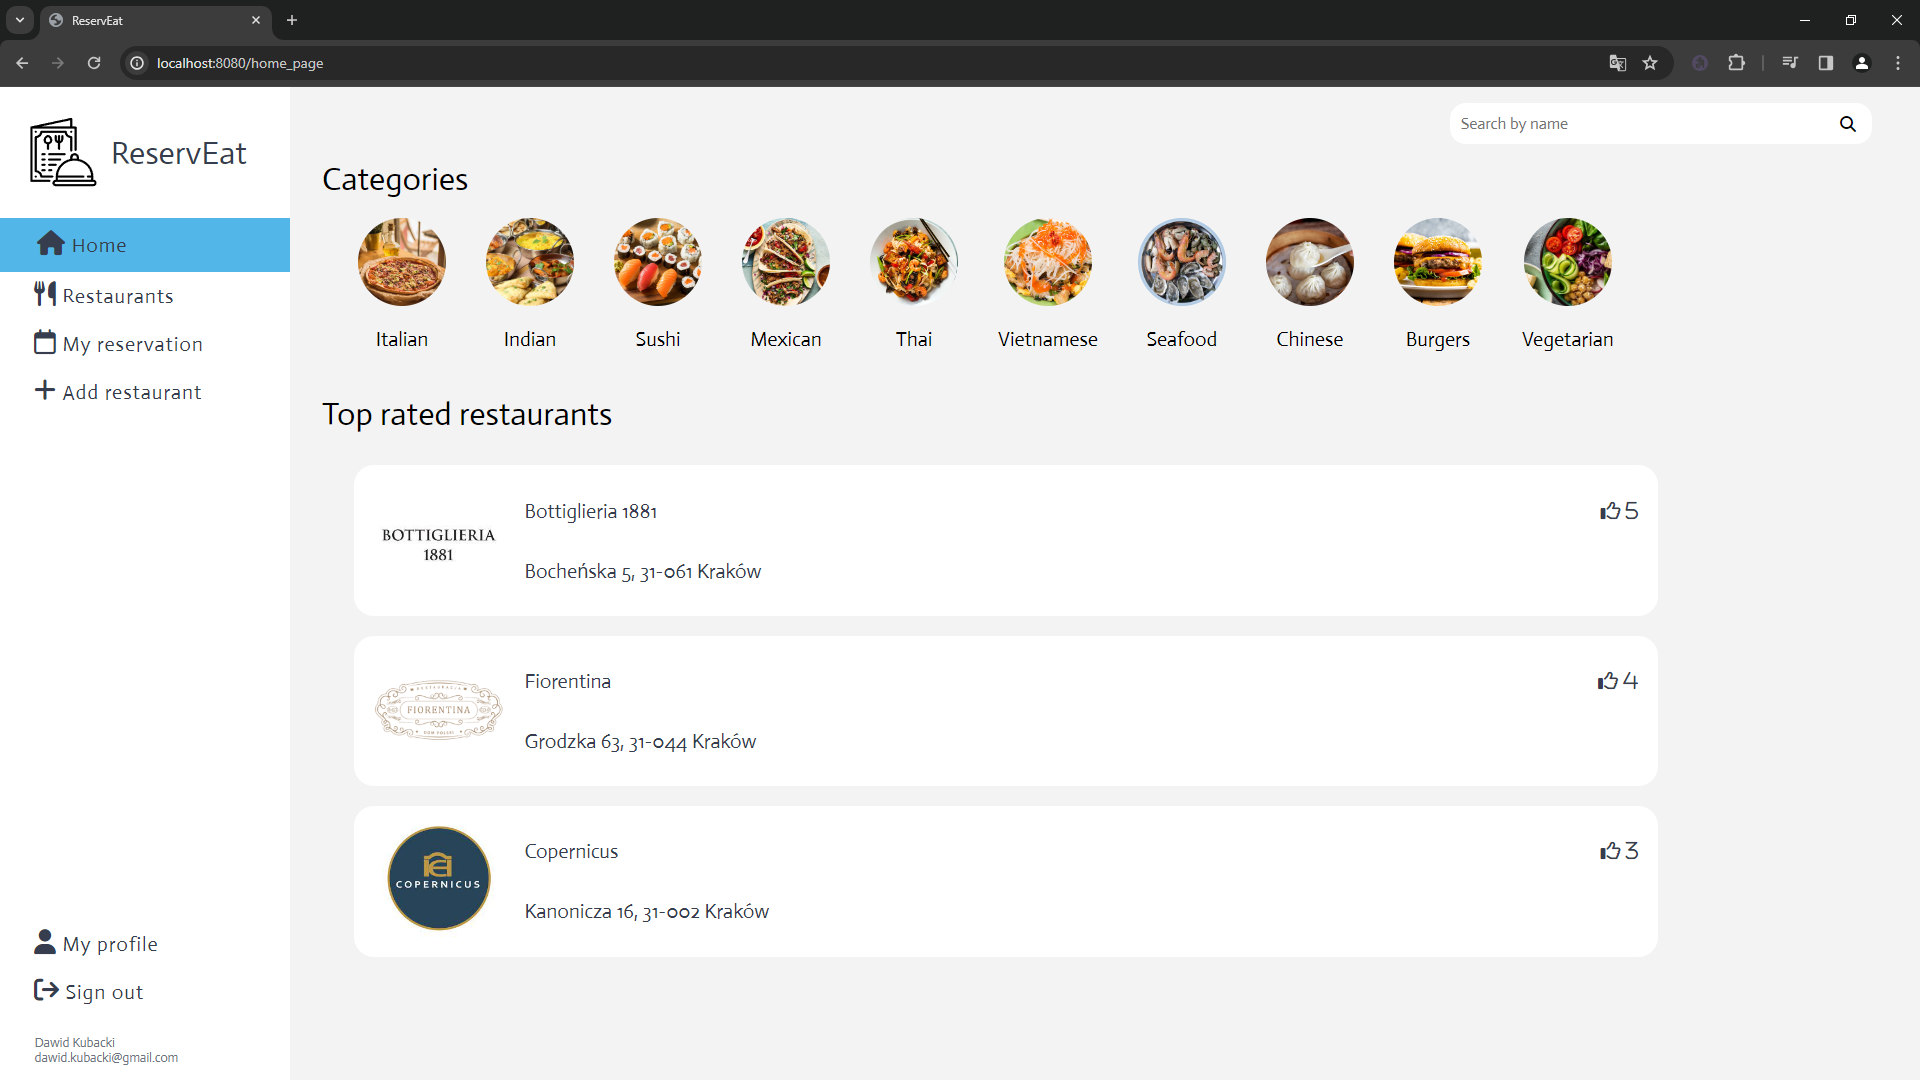 ReservEat
localhost:8080/home_page
ReservEat
Search by name
Home
Restaurants
My reservation
Add restaurant
Categories
Italian
Indian
Sushi
Mexican
Thai
Vietnamese
Seafood
Chinese
Burgers
Vegetarian
Top rated restaurants
BOTTIGLIERIA
1881
Bottiglieria 1881
5
Bocheńska 5, 31-061 Kraków
RESTAURACJA
FIORENTINA
DOM POLSKI
Fiorentina
4
Grodzka 63, 31-044 Kraków
COPERNICUS
Copernicus
3
Kanonicza 16, 31-002 Kraków
My profile
Sign out
Dawid Kubacki
dawid.kubacki@gmail.com